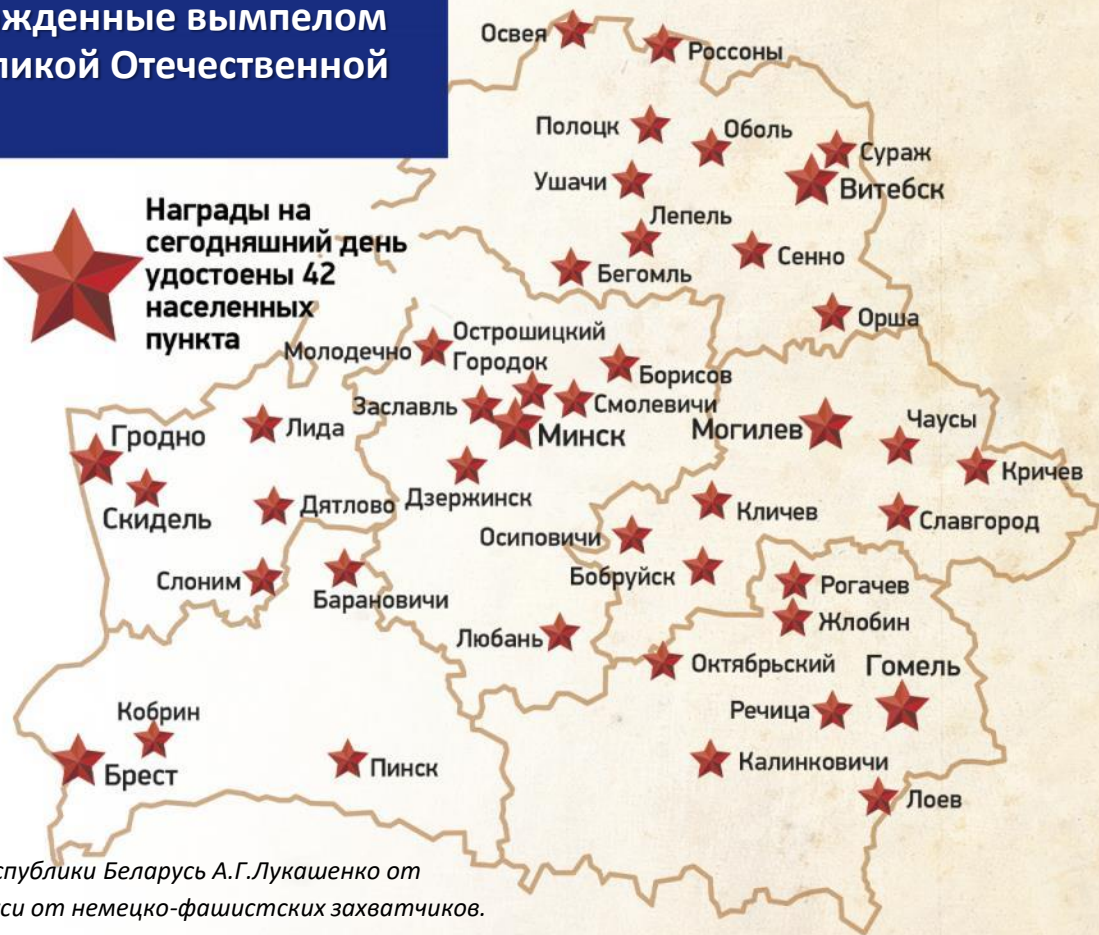 жденные вымпелом
ликой Отечественной
Награды на
сегодняшний день
удостоены 42
населенных
пункта
Освея
Россоны
Полоцк
Оболь
Сураж
Ушачи
Витебск
Лепель
Сенно
Бегомль
Орша
Острошицкий
Городок
Молодечно
Борисов
Заславль
Смолевичи
Минск
Могилев
Чаусы
Гродно
Лида
Кричев
Скидель
Дятлово
Дзержинск
Кличев
Славгород
Осиповичи
Слоним
Барановичи
Бобруйск
Рогачев
Жлобин
Любань
Октябрьский
Гомель
Кобрин
Речица
Брест
Пинск
Калинковичи
Лоев
спублики Беларусь А.Г.Лукашенко от
си от немецко-фашистских захватчиков.